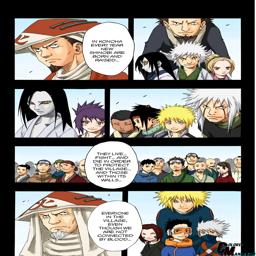 IN KONOHA
EVERY YEAR
NEW
SHINOBI ARE
BORN AND
RAISED...
THEY LIVE,
FIGHT... AND
DIE IN ORDER
TO PROTECT
THE VILLAGE,
AND THOSE
WITHIN ITS
WALLS...
EVERYONE
IN THE
VILLAGE,
EVEN
THOUGH WE
ARE NOT
CONNECTED
BY BLOOD...